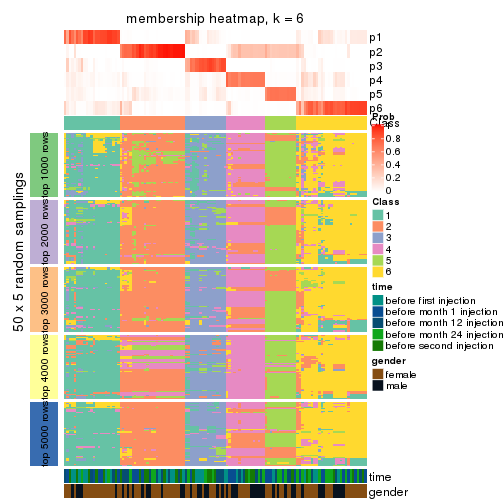 membership heatmap, k = 6
p1
p2
p3
p4
p5
p6
Class
50 x 5 random samplings
top 1000 rows
top 2000 rows
top 3000 rows
top 4000 rows
top 5000 rows
time
gender
Prob
0.8
0.6
0.4
0.2
0
Class
1
2
3
4
5
6
time
before first injection
before month 1 injection
before month 12 injection
before month 24 injection
before second injection
gender
female
male